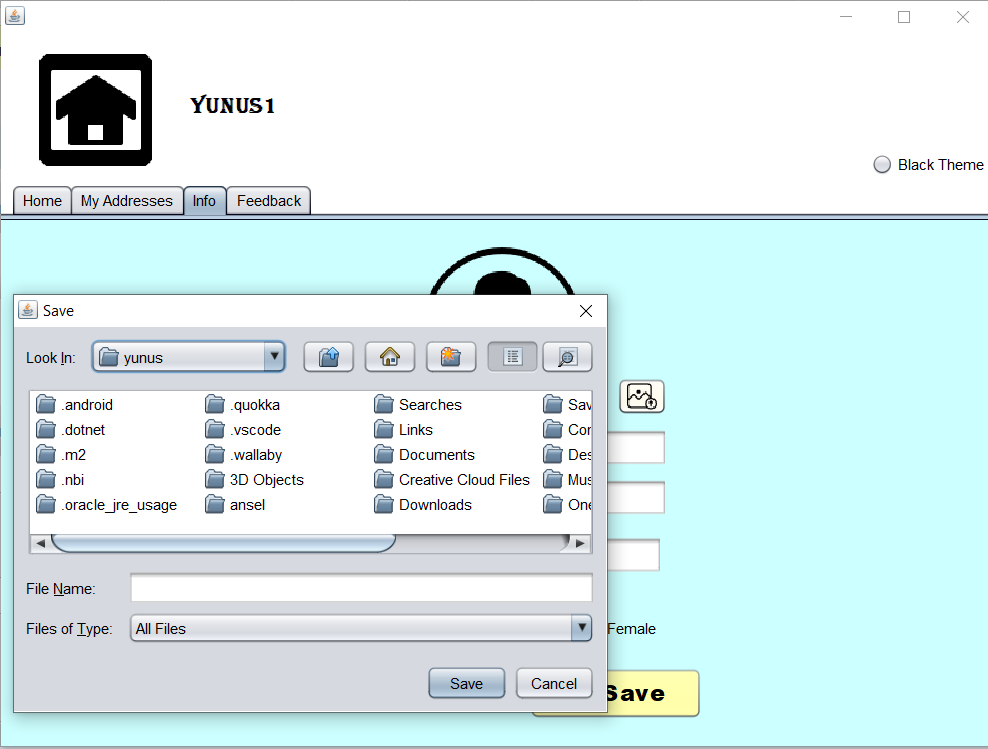 YUNUS1
Black Theme
Home My Addresses Info Feedback
Save
Look In: yunus
.android .quokka Searches Sav
.dotnet .vscode Links Con
.m2 .wallaby Documents Des
.nbi 3D Objects Creative Cloud Files Mus
.oracle_jre_usage ansel Downloads One
File Name:
Files of Type: All Files
Female
Save Cancel
Save